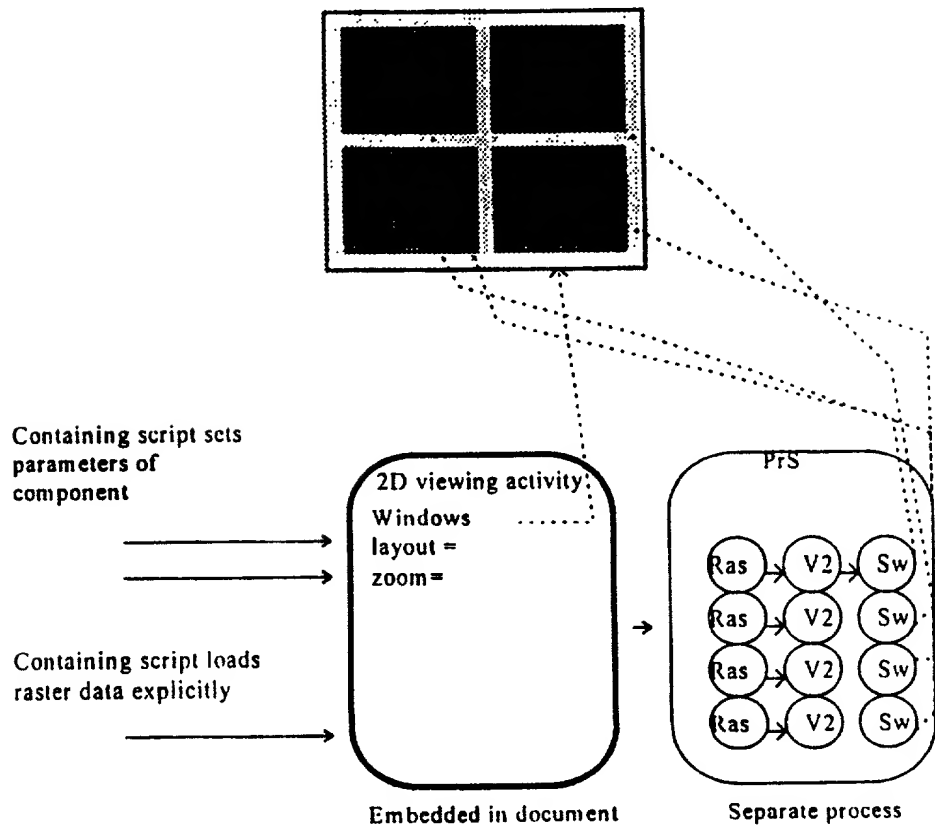 Containing script sets
parameters of
component
Containing script loads
raster data explicitly
2D viewing activity
Windows
layout =
zoom=
Embedded in document
PrS
Ras V2 Sw
Ras V2 Sw
Ras V2 Sw
Ras V2 Sw
Separate process